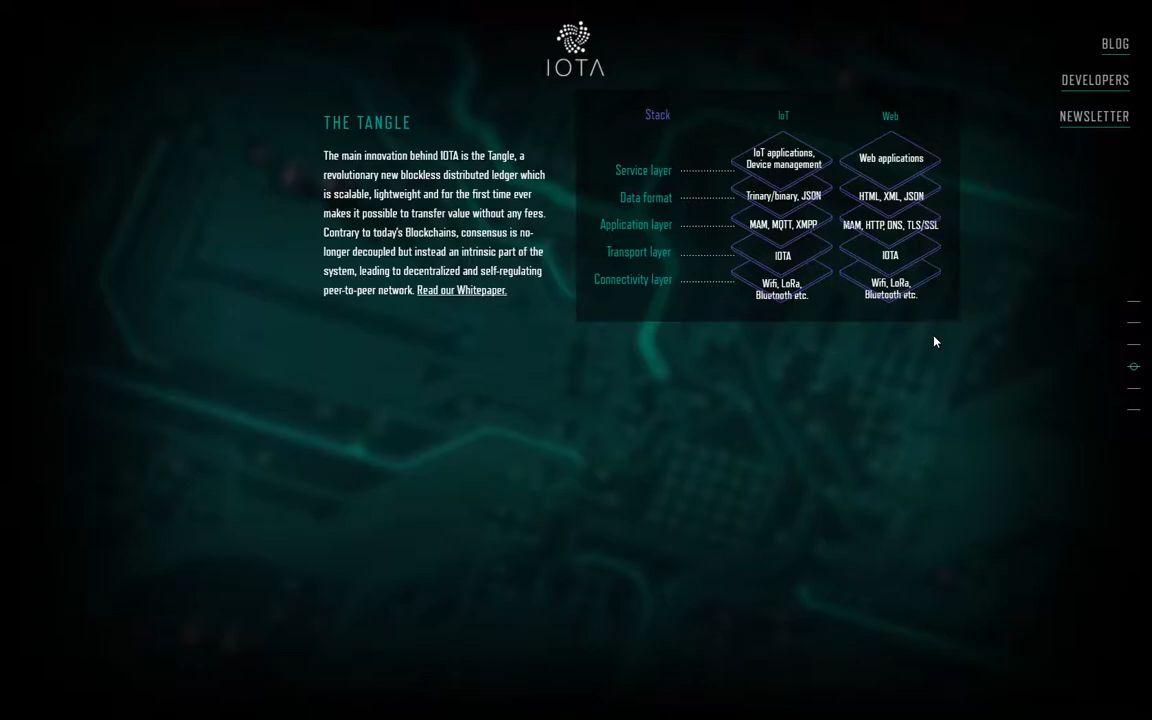 IOTA
BLOG
DEVELOPERS
NEWSLETTER
THE TANGLE
The main innovation behind IOTA is the Tangle, a
revolutionary new blockless distributed ledger which
is scalable, lightweight and for the first time ever
makes it possible to transfer value without any fees.
Contrary to today's Blockchains, consensus is no-
longer decoupled but instead an intrinsic part of the
system, leading to decentralized and self-regulating
peer-to-peer network. Read our Whitepaper.
Stack IoT Web
Service layer IoT applications, Device management Web applications
Data format Trinary/binary, JSON HTML, XML, JSON
Application layer MAM, MQTT, XMPP MAM, HTTP, DNS, TLS/SSL
Transport layer IOTA IOTA
Connectivity layer Wifi, LoRa, Bluetooth etc. Wifi, LoRa, Bluetooth etc.